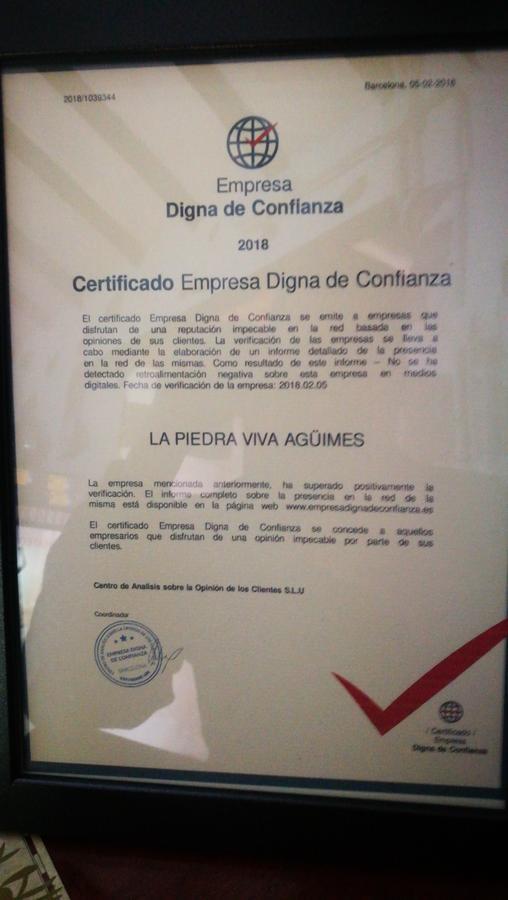 2018/1039344
Barcelona, 05-02-2018
Empresa
Digna de Confianza
2018
Certificado Empresa Digna de Confianza
El certificado Empresa Digna de Confianza se emite a empresas que
disfrutan de una reputación impecable en la red basada en las
opiniones de sus clientes. La verificación de las empresas se lleva a
cabo mediante la elaboración de un informe detallado de la presencia
en la red de las mismas. Como resultado de este informe – No se ha
detectado retroalimentación negativa sobre esta empresa en medios
digitales. Fecha de verificación de la empresa: 2018.02.05
LA PIEDRA VIVA AGÜIMES
La empresa mencionada anteriormente, ha superado positivamente la
verificación. El informe completo sobre la presencia en la red de la
misma está disponible en la página web www.empresadignadeconfianza.es
El certificado Empresa Digna de Confianza se concede a aquellos
empresarios que disfrutan de una opinión impecable por parte de sus
clientes.
Centro de Analisis sobre la Opinión de los Clientes S.L.U
Coordinador
EMPRESA DIGNA
DE CONFIANZA
BARCELONA
/ Certificado /
Empresa
Digna de Confianza